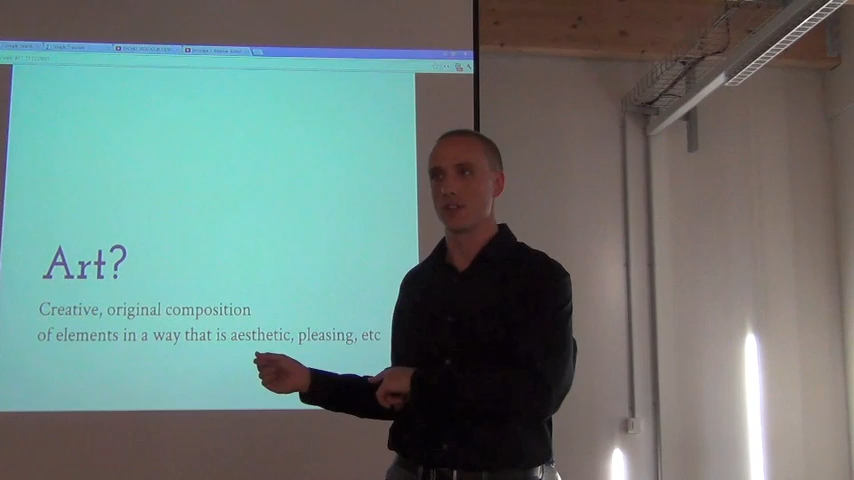 Art?
Creative, original composition
of elements in a way that is aesthetic, pleasing, etc